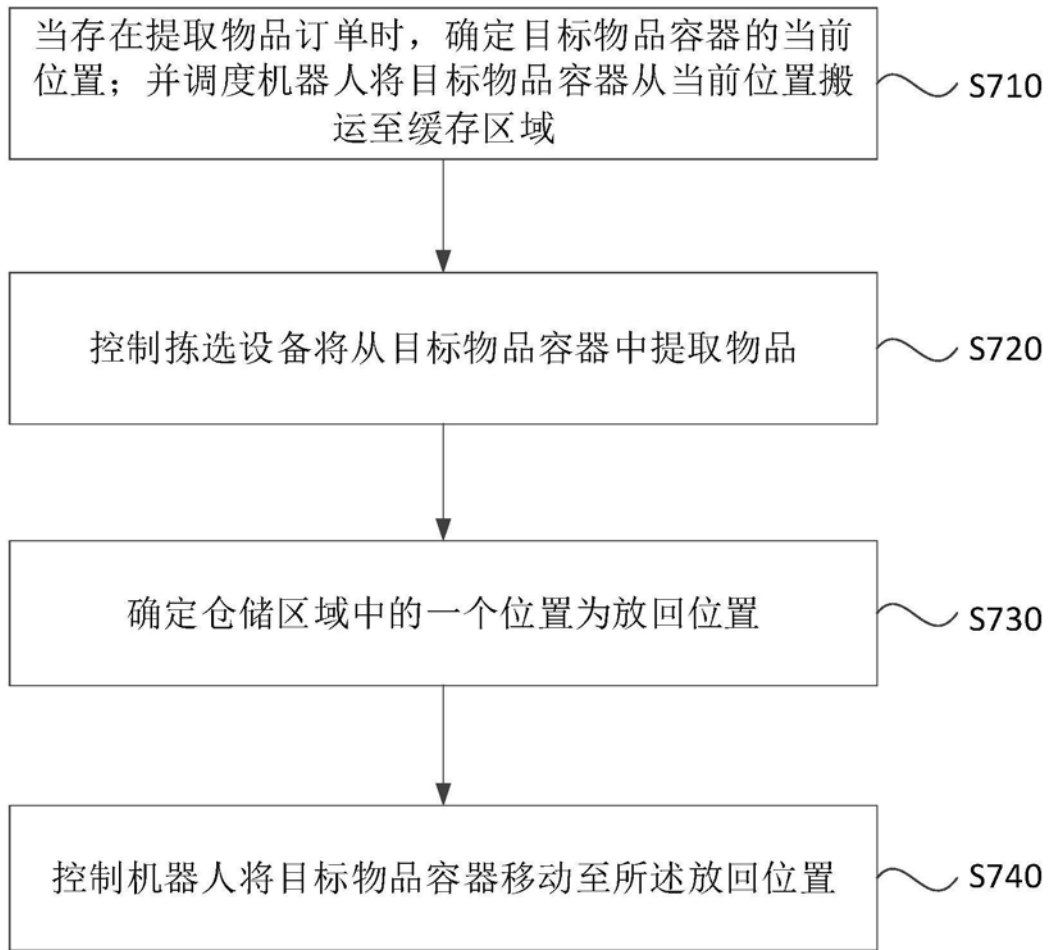 当存在提取物品订单时，确定目标物品容器的当前
位置；并调度机器人将目标物品容器从当前位置搬
运至缓存区域
S710
控制拣选设备将从目标物品容器中提取物品
S720
确定仓储区域中的一个位置为放回位置
S730
控制机器人将目标物品容器移动至所述放回位置
S740